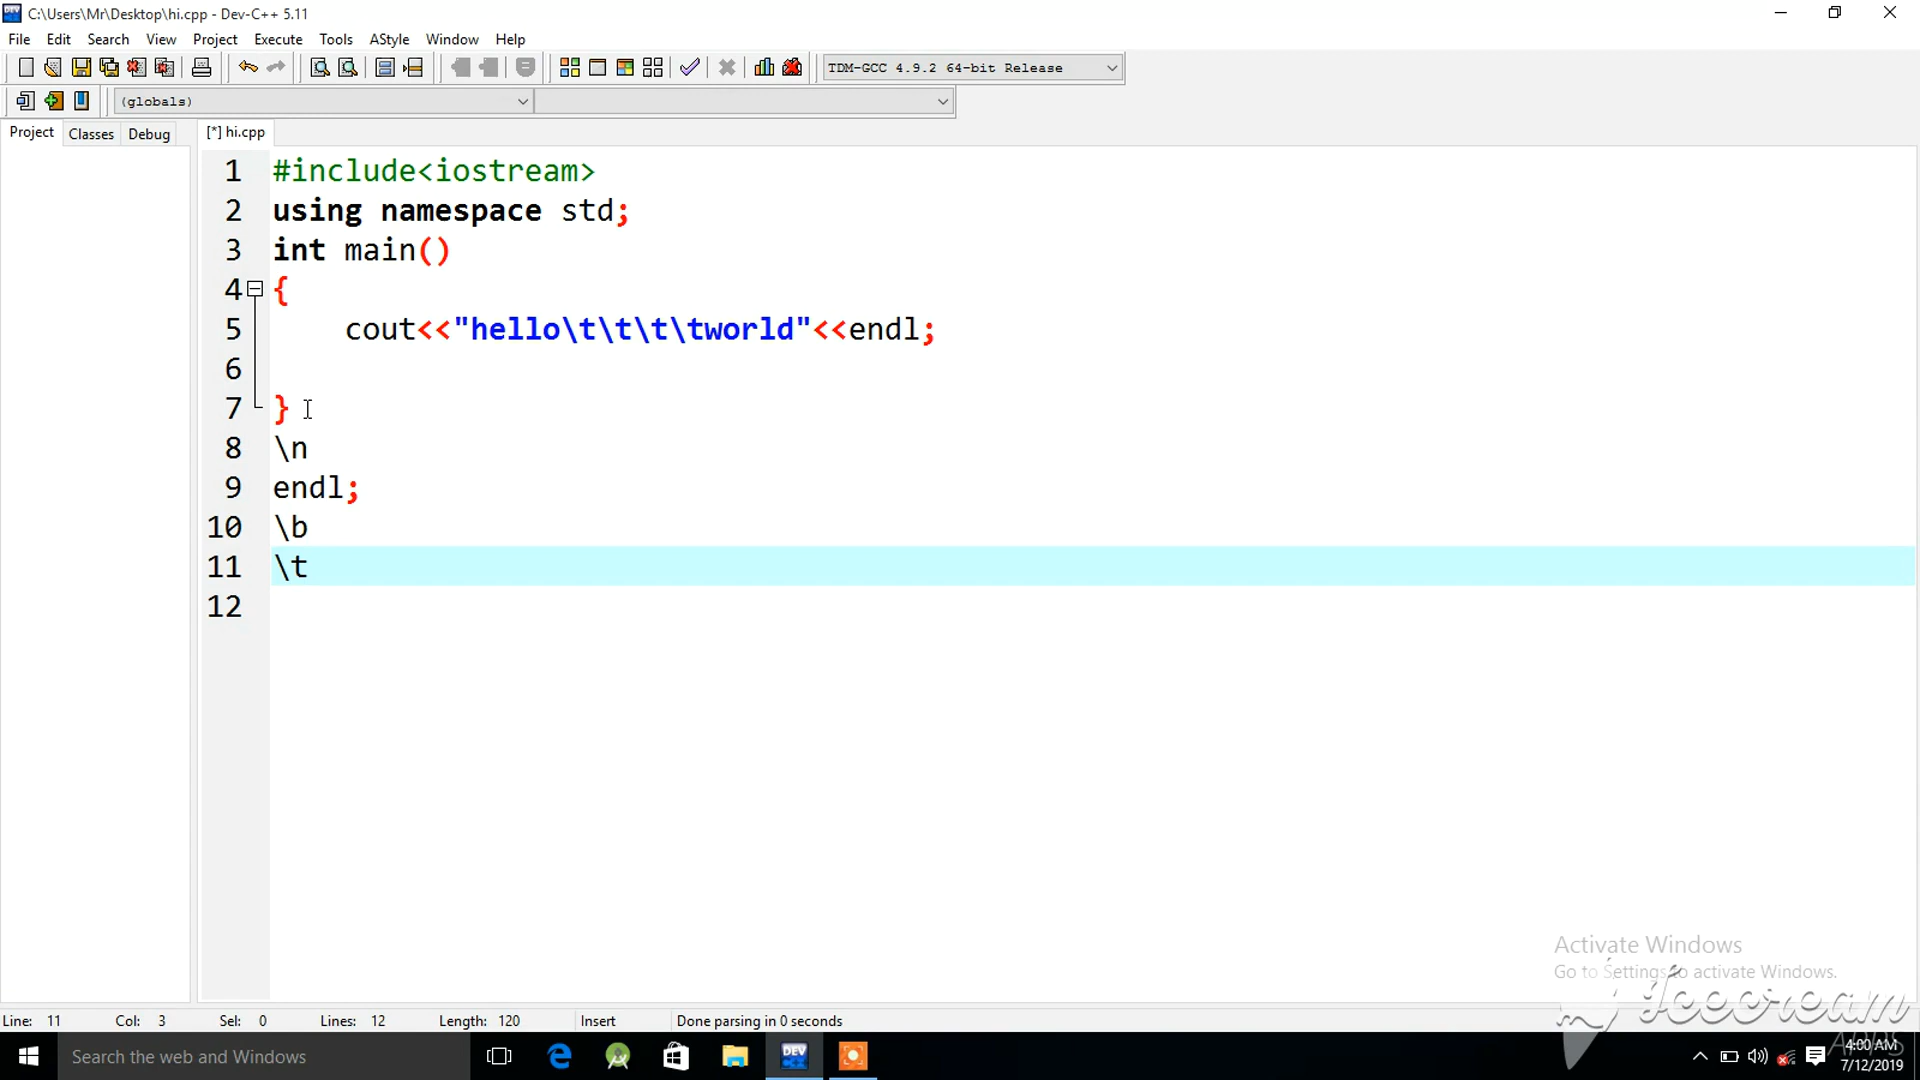 C:\Users\Mr\Desktop\hi.cpp - Dev-C++ 5.11
File Edit Search View Project Execute Tools AStyle Window Help
TDM-GCC 4.9.2 64-bit Release
(globals)
Project Classes Debug [*] hi.cpp
1 #include<iostream>
2 using namespace std;
3 int main()
4 {
5 cout<<"hello\t\t\t\tworld"<<endl;
6
7 }
8 \n
9 endl;
10 \b
11 \t
12
Activate Windows
Go to Settings to activate Windows.
Icecream
APPS
Line: 11 Col: 3 Sel: 0 Lines: 12 Length: 120 Insert Done parsing in 0 seconds
Search the web and Windows
DEV
4:00 AM
7/12/2019